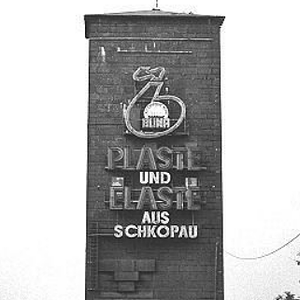 BUNA
PLASTE
UND
ELASTE
AUS
SCHKOPAU